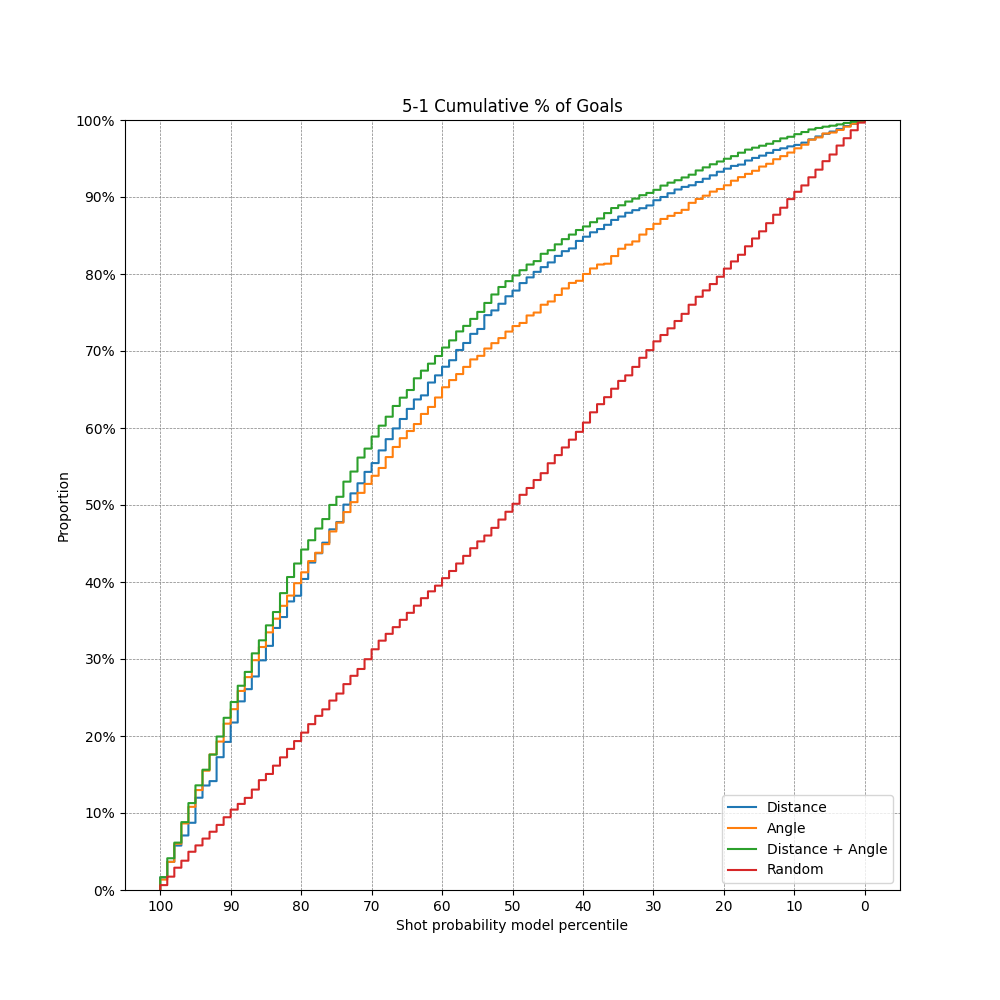 5-1 Cumulative % of Goals
100%
90%
80%
70%
60%
50%
40%
30%
20%
10%
0%
Proportion
100 90 80 70 60 50 40 30 20 10 0
Shot probability model percentile
Distance
Angle
Distance + Angle
Random